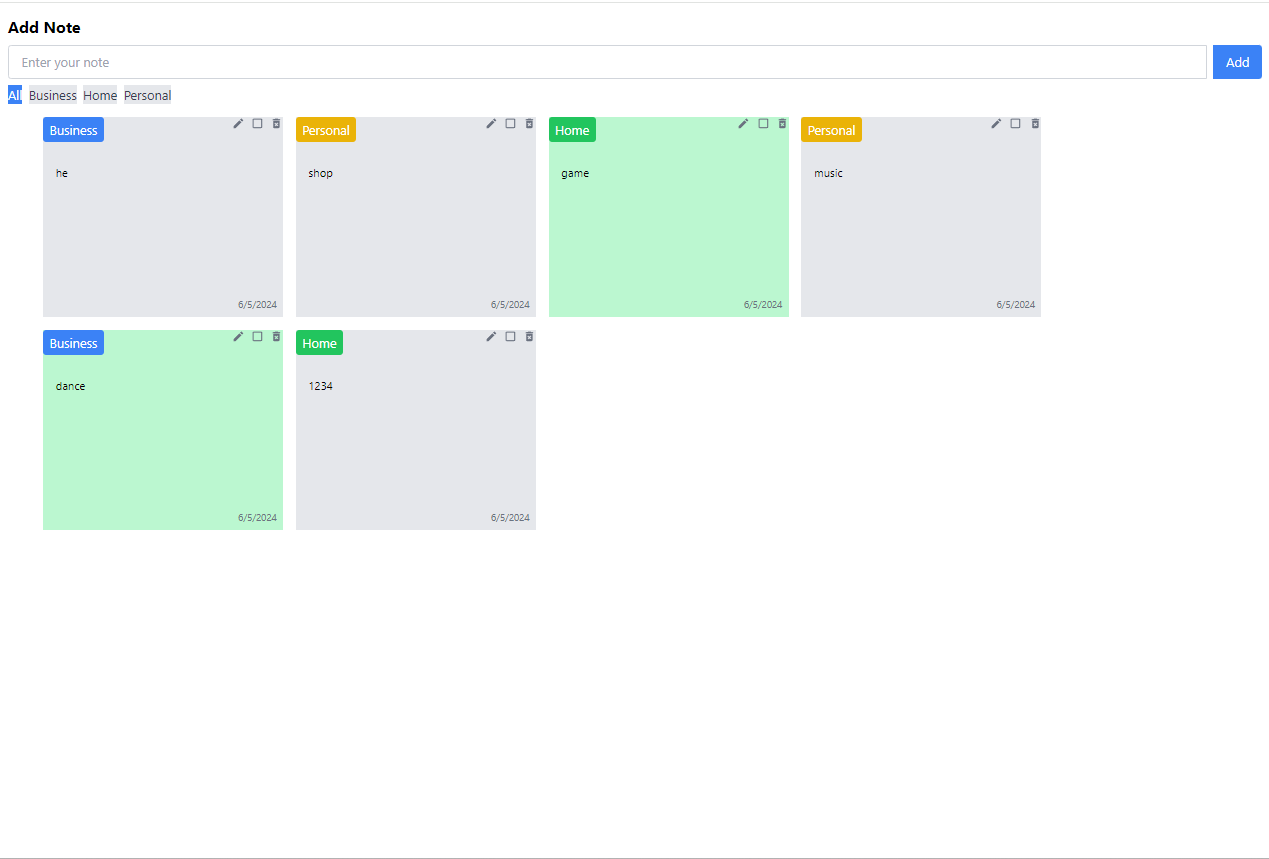 Add Note
Enter your note
Add
All Business Home Personal
Business
he
6/5/2024
Personal
shop
6/5/2024
Home
game
6/5/2024
Personal
music
6/5/2024
Business
dance
6/5/2024
Home
1234
6/5/2024